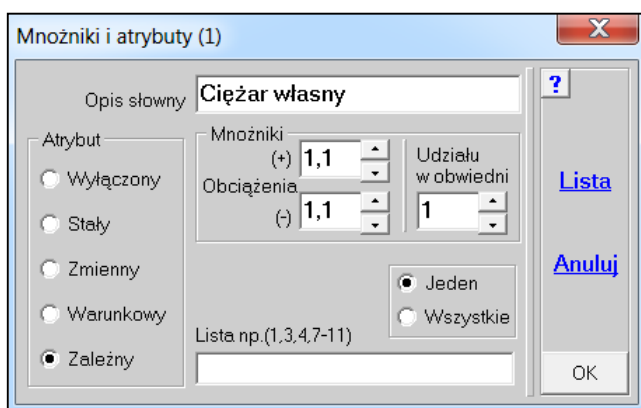 Mnożniki i atrybuty (1)
X
Opis słowny Ciężar własny
?
Atrybut
Wyłączony
Stały
Zmienny
Warunkowy
Zależny
Mnożniki
(+) 1,1
Obciążenia
(-) 1,1
Udziału
w obwiedni
1
Jeden
Wszystkie
Lista np.(1,3,4,7-11)
Lista
Anuluj
OK